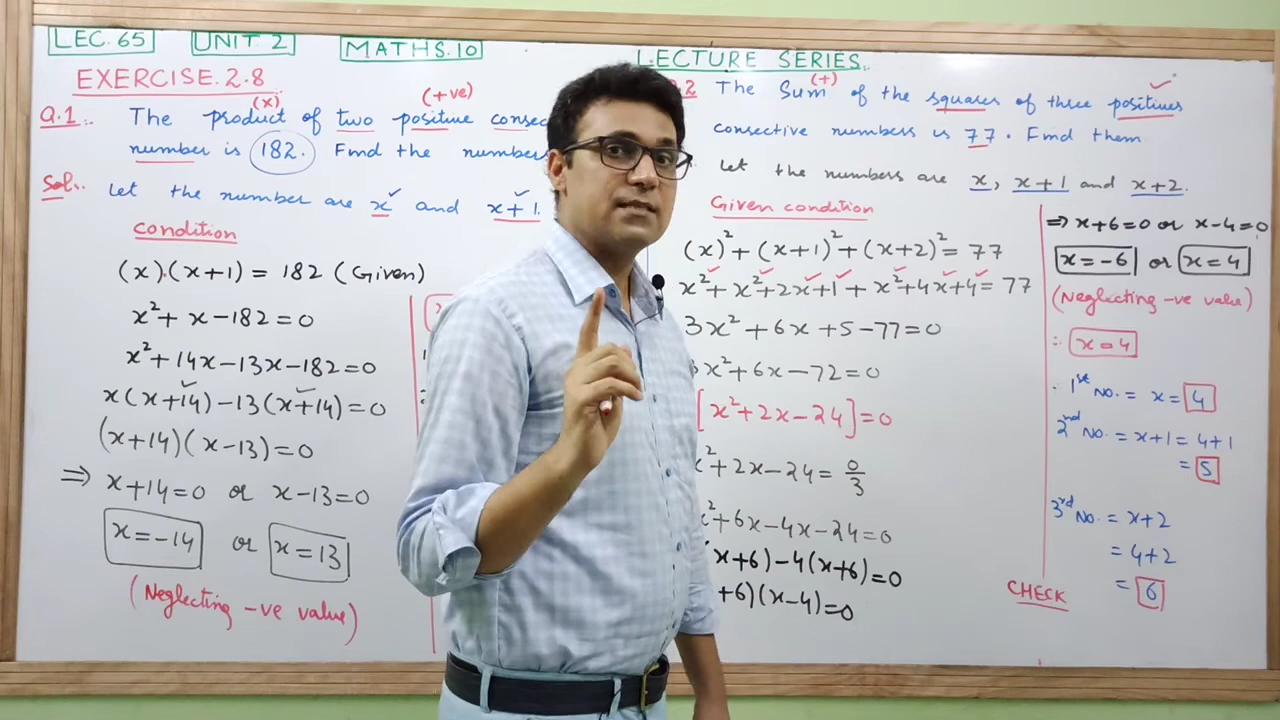 LEC. 65 UNIT. 2 MATHS. 10 LECTURE SERIES.
EXERCISE. 2.8
(x) (+ve)
Q.1:. The product of two positive consec
number is 182. Find the numbers
Sol:. Let the number are x and x+1.
condition
(x).(x+1) = 182 (Given)
x²+ x-182=0
x²+14x-13x-182=0
x(x+14)-13(x+14)=0
(x+14)(x-13)=0
⇒ x+14=0 or x-13=0
x=-14 or x=13
(Neglecting -ve value)
(+)
2 The Sum of the squares of three positives
consective numbers is 77. Find them
Let the numbers are x, x+1 and x+2.
Given condition
(x)²+(x+1)²+(x+2)²=77
x²+x²+2x+1+x²+4x+4=77
3x²+6x+5-77=0
x²+6x-72=0
[x²+2x-24]=0
²+2x-24=0/3
²+6x-4x-24=0
(x+6)-4(x+6)=0
+6)(x-4)=0
⇒ x+6=0 or x-4=0
x=-6 or x=4
(Neglecting -ve value)
∴ x=4
∴ 1st No. = x = 4
2nd No. = x+1 = 4+1
= 5
3rd No. = x+2
= 4+2
= 6
CHECK